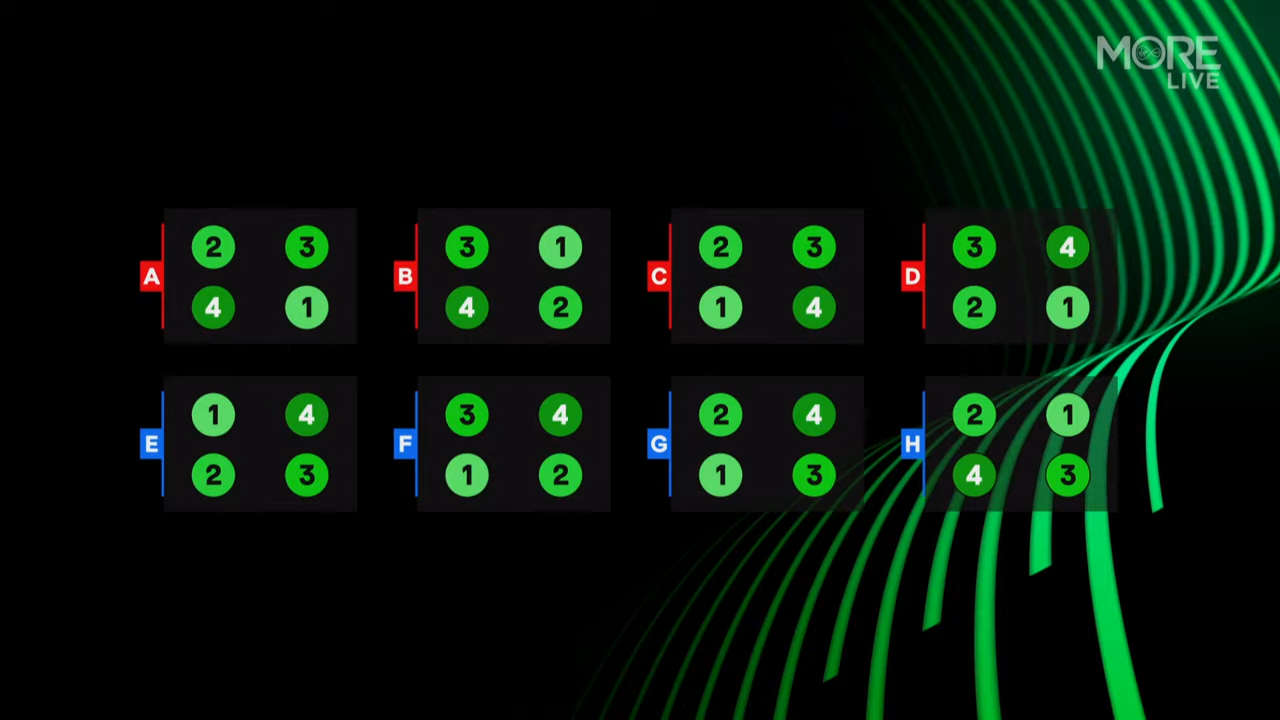 MORE
LIVE
A 2 3 4 1
B 3 1 4 2
C 2 3 1 4
D 3 4 2 1
E 1 4 2 3
F 3 4 1 2
G 2 4 1 3
H 2 1 4 3